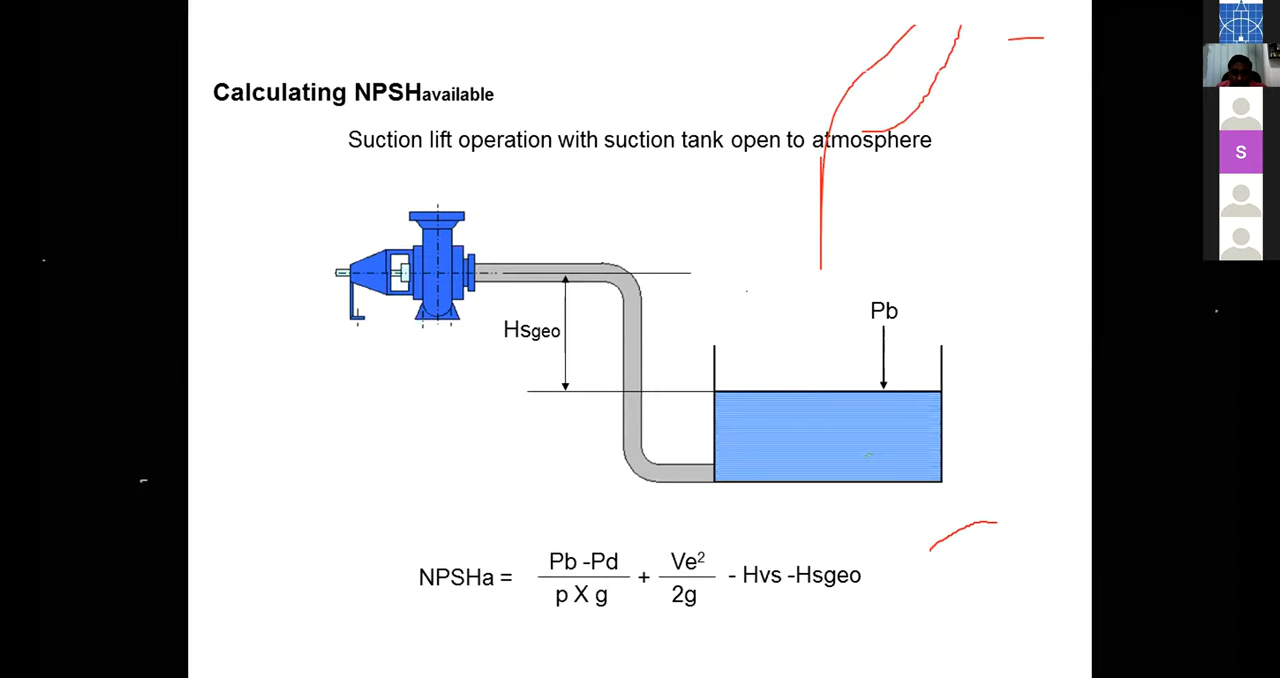 Calculating NPSHavailable
Suction lift operation with suction tank open to atmosphere
S
Pb
Hsgeo
NPSHa = Pb -Pd / p X g + Ve² / 2g - Hvs -Hsgeo